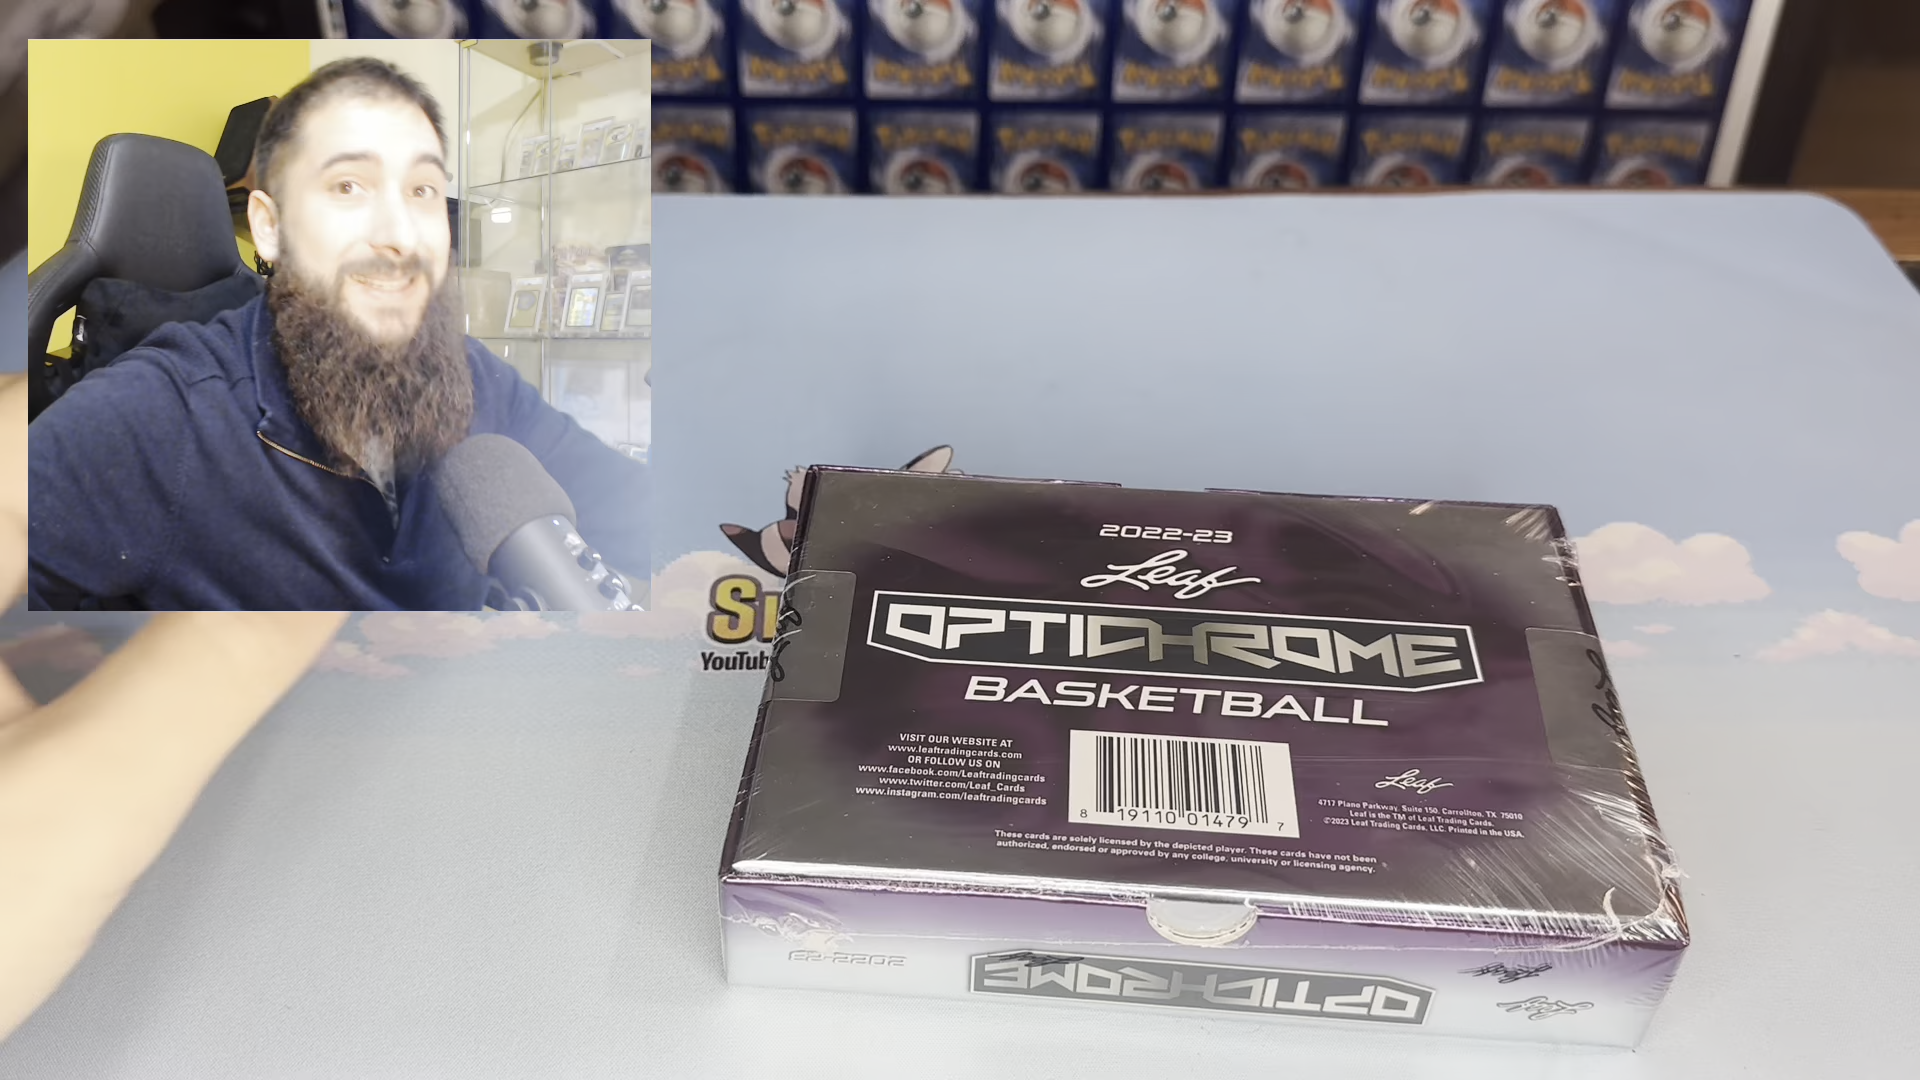 2022-23
Leaf
OPTICHROME
BASKETBALL
VISIT OUR WEBSITE AT
www.leaftradingcards.com
OR FOLLOW US ON
www.facebook.com/Leaftradingcards
www.twitter.com/Leaf_Cards
www.instagram.com/leaftradingcards
8 19110 01479 7
Leaf
4717 Plano Parkway, Suite 150, Carrollton, TX 75010
Leaf is the TM of Leaf Trading Cards.
©2023 Leaf Trading Cards, LLC. Printed in the USA.
These cards are solely licensed by the depicted player. These cards have not been
authorized, endorsed or approved by any college, university or licensing agency.
2022-23
OPTICHROME
Leaf
Leaf
YouTub